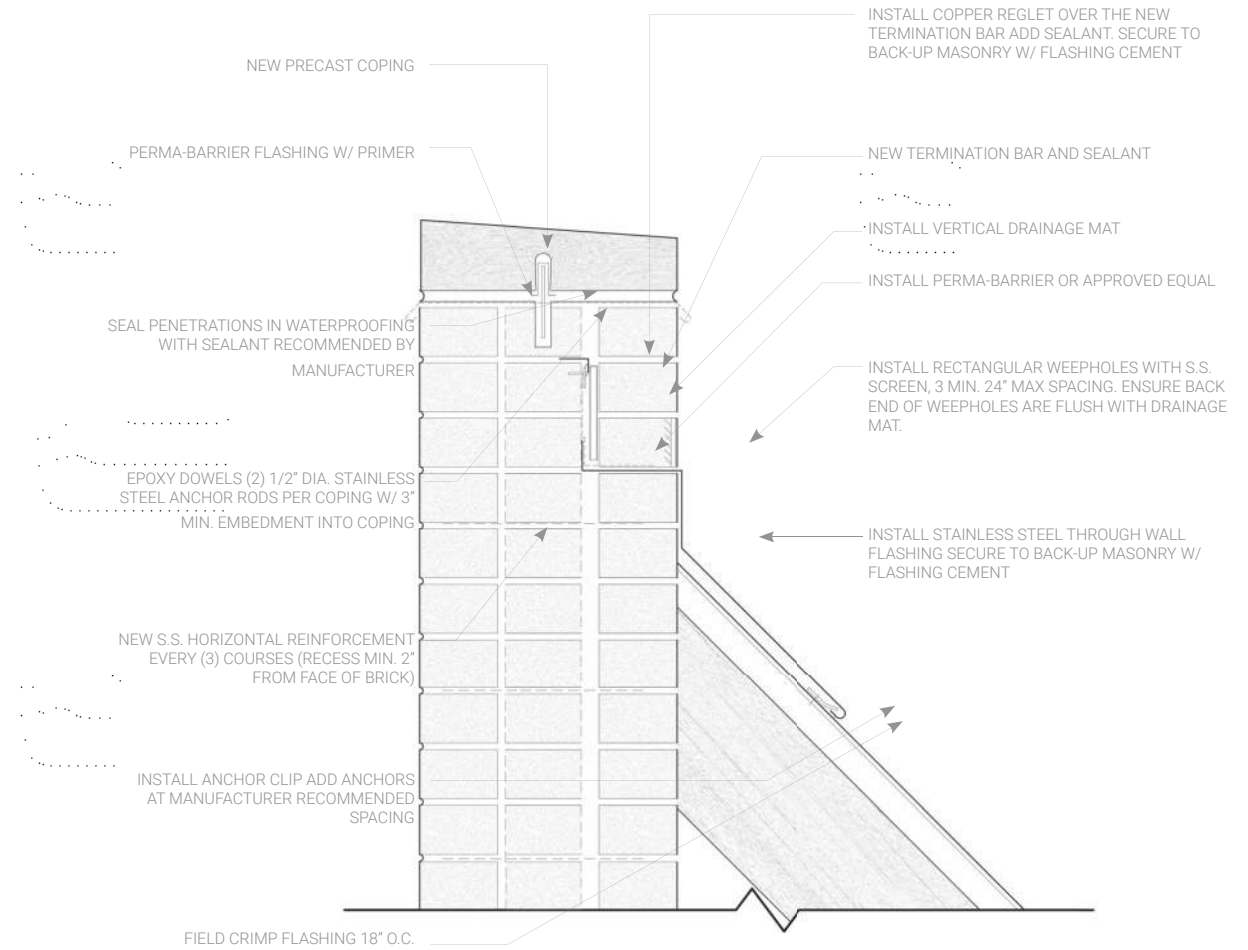 NEW PRECAST COPING
PERMA-BARRIER FLASHING W/ PRIMER
SEAL PENETRATIONS IN WATERPROOFING
WITH SEALANT RECOMMENDED BY
MANUFACTURER
EPOXY DOWELS (2) 1/2" DIA. STAINLESS
STEEL ANCHOR RODS PER COPING W/ 3"
MIN. EMBEDMENT INTO COPING
NEW S.S. HORIZONTAL REINFORCEMENT
EVERY (3) COURSES (RECESS MIN. 2"
FROM FACE OF BRICK)
INSTALL ANCHOR CLIP ADD ANCHORS
AT MANUFACTURER RECOMMENDED
SPACING
FIELD CRIMP FLASHING 18" O.C.
INSTALL COPPER REGLET OVER THE NEW
TERMINATION BAR ADD SEALANT. SECURE TO
BACK-UP MASONRY W/ FLASHING CEMENT
NEW TERMINATION BAR AND SEALANT
INSTALL VERTICAL DRAINAGE MAT
INSTALL PERMA-BARRIER OR APPROVED EQUAL
INSTALL RECTANGULAR WEEPHOLES WITH S.S.
SCREEN, 3 MIN. 24" MAX SPACING. ENSURE BACK
END OF WEEPHOLES ARE FLUSH WITH DRAINAGE
MAT.
INSTALL STAINLESS STEEL THROUGH WALL
FLASHING SECURE TO BACK-UP MASONRY W/
FLASHING CEMENT